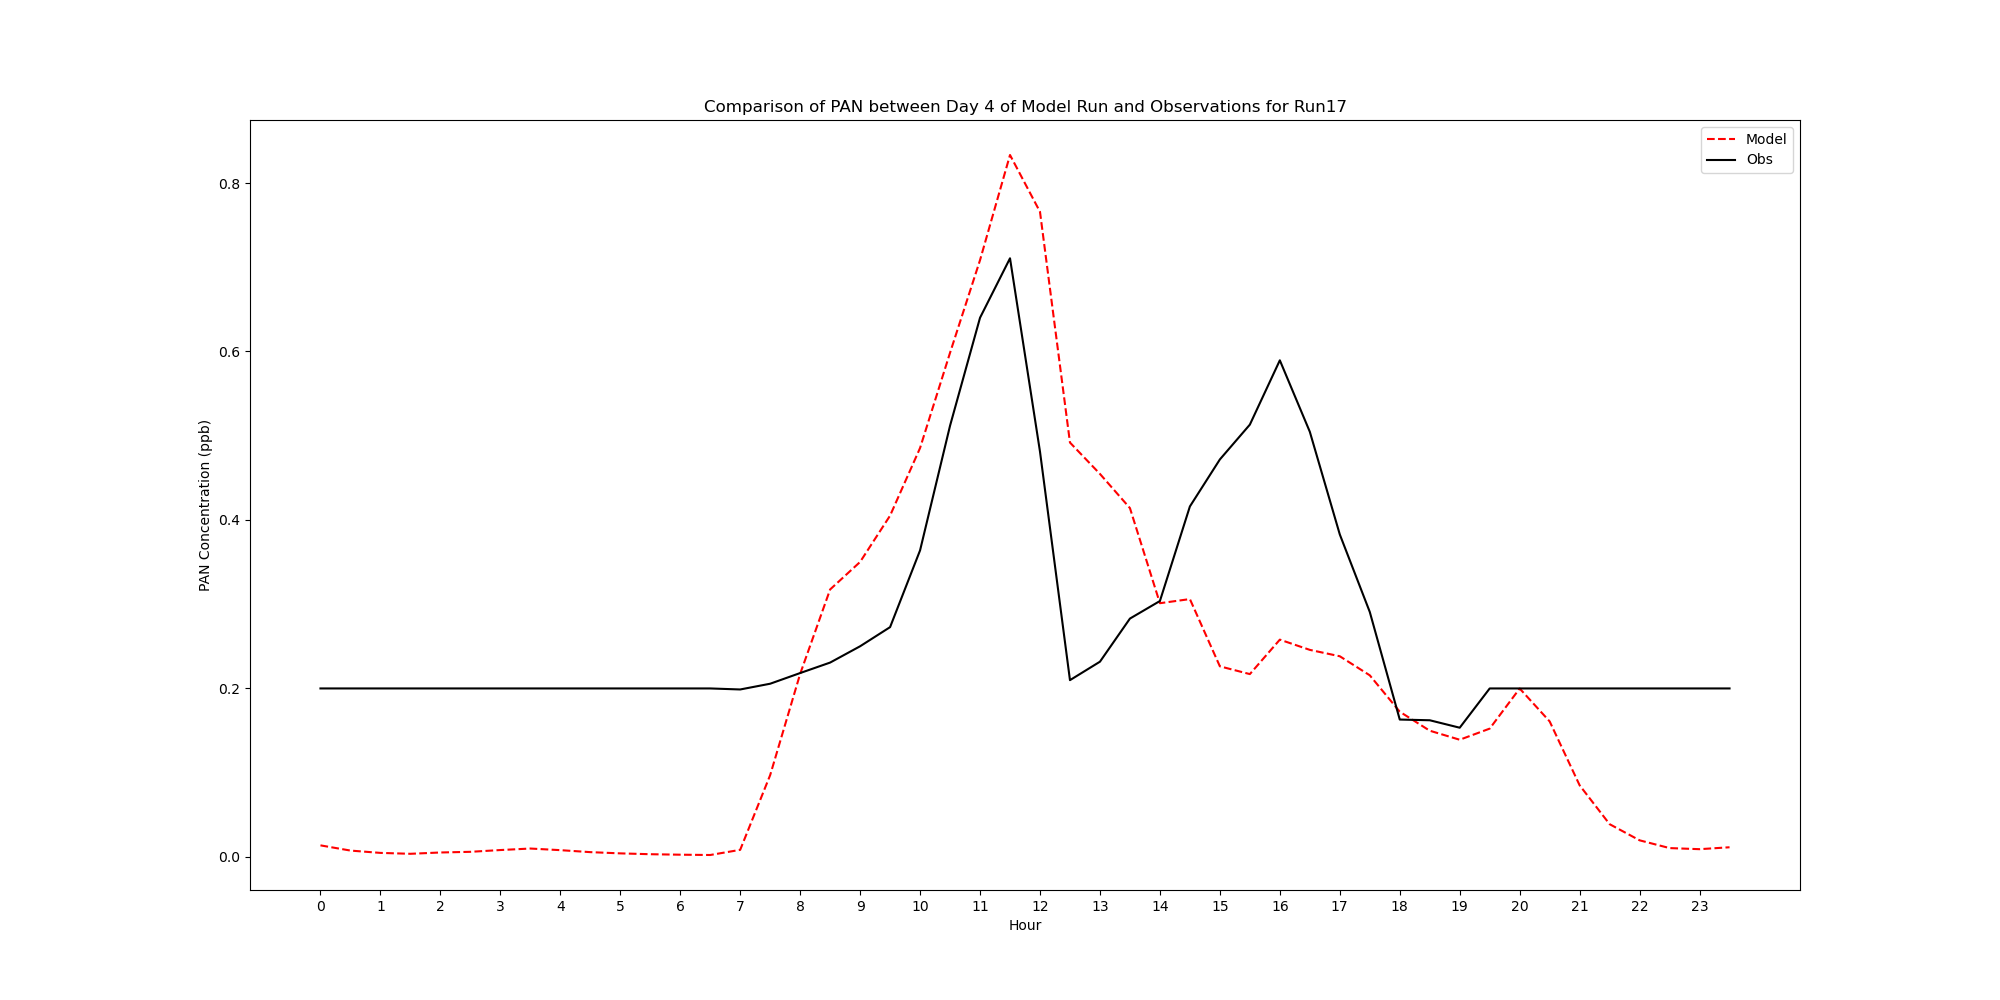 Comparison of PAN between Day 4 of Model Run and Observations for Run17
Model
Obs
0.8
0.6
0.4
0.2
0.0
PAN Concentration (ppb)
0 1 2 3 4 5 6 7 8 9 10 11 12 13 14 15 16 17 18 19 20 21 22 23
Hour